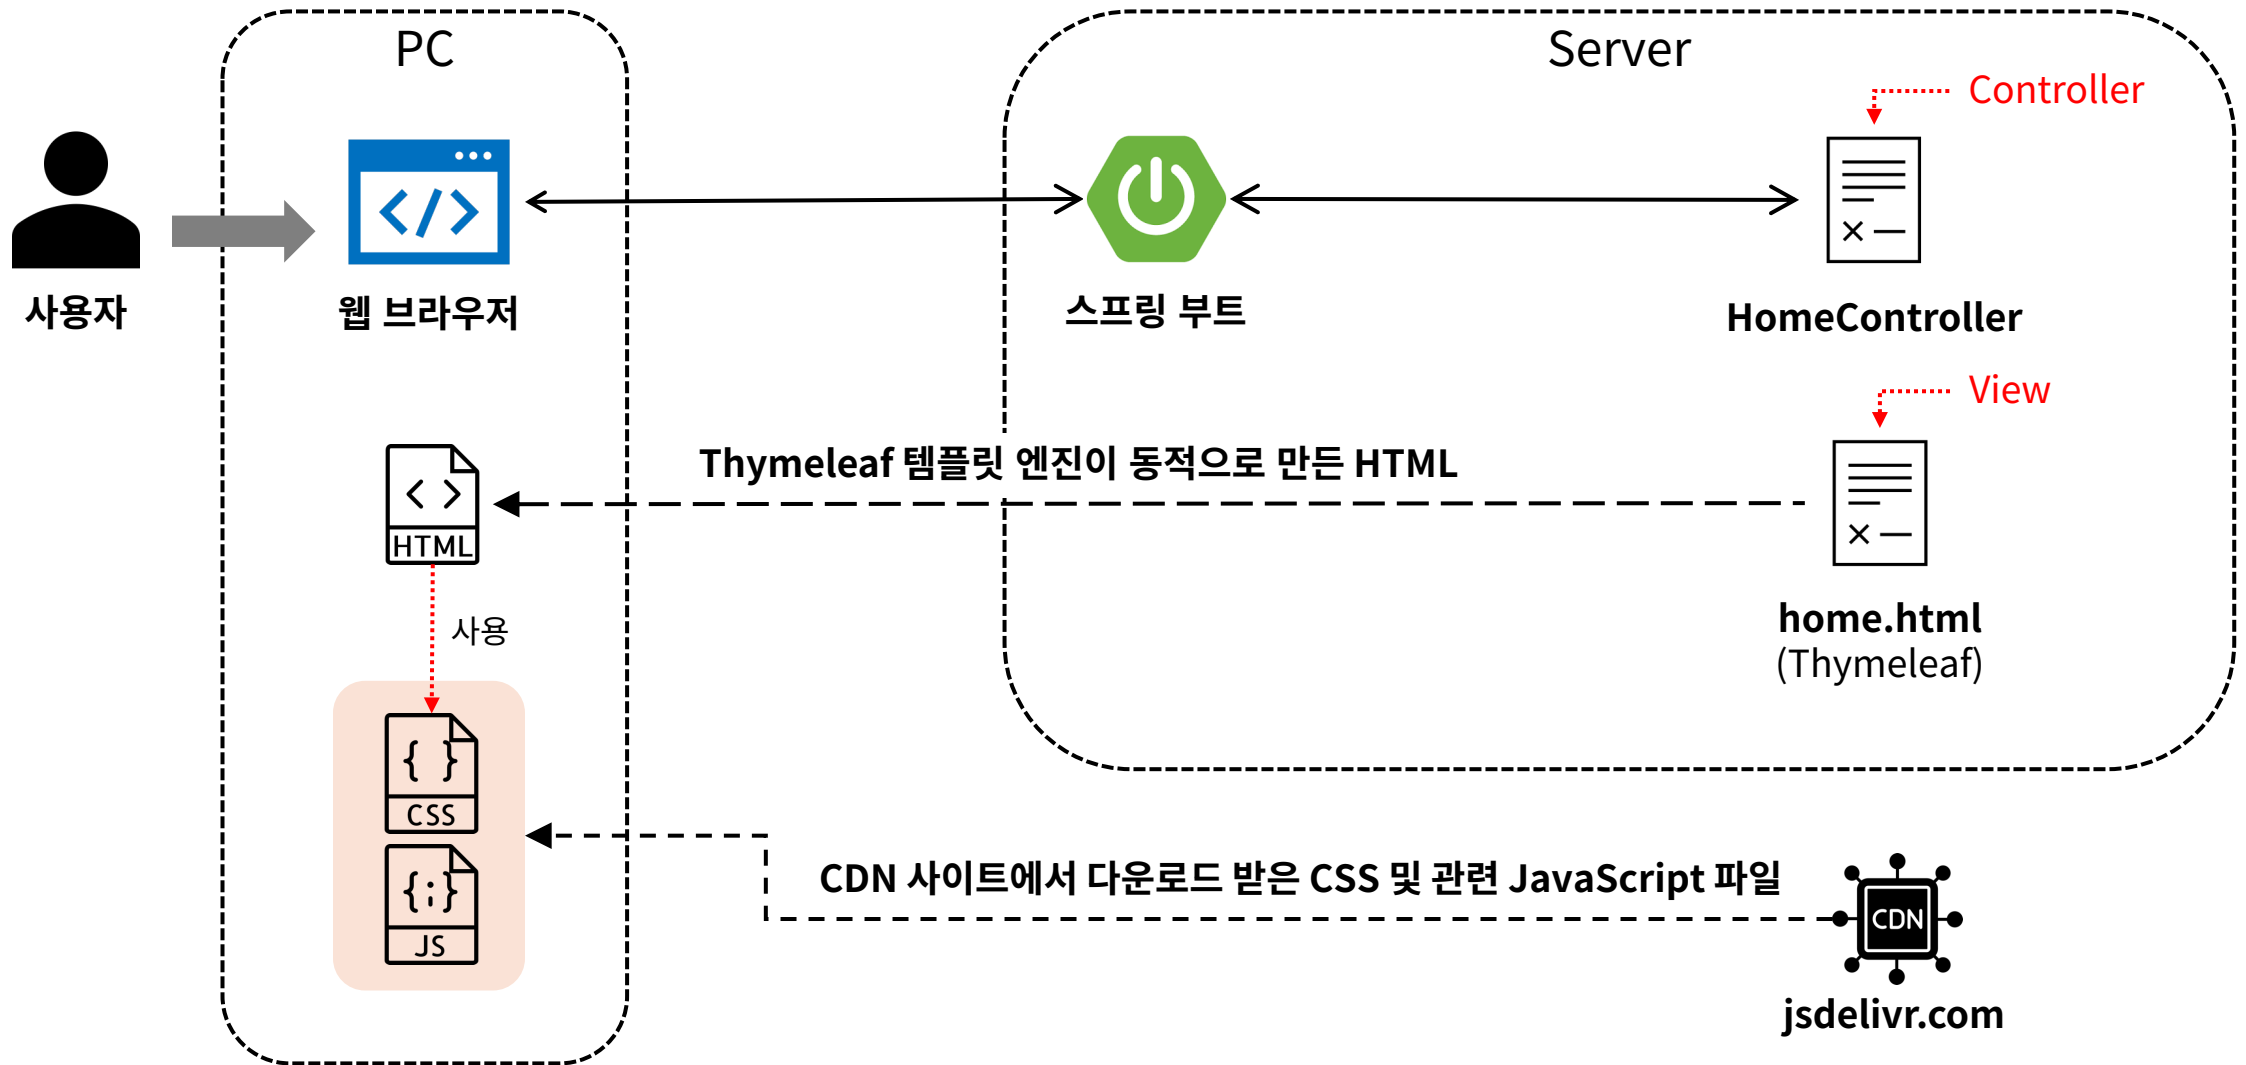 PC
Server
Controller
사용자
웹 브라우저
스프링 부트
HomeController
View
Thymeleaf 템플릿 엔진이 동적으로 만든 HTML
HTML
사용
home.html
(Thymeleaf)
CSS
JS
CDN 사이트에서 다운로드 받은 CSS 및 관련 JavaScript 파일
CDN
jsdelivr.com